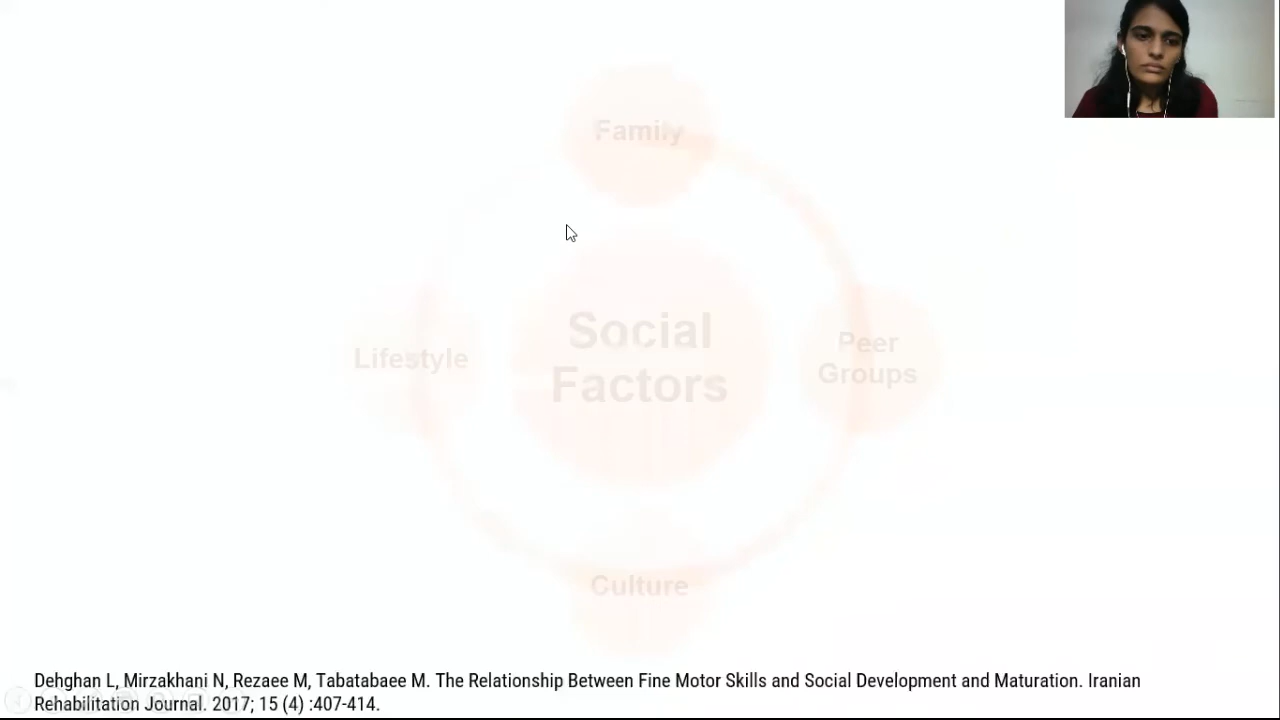 Family
Social
Factors
Lifestyle
Peer
Groups
Culture
Dehghan L, Mirzakhani N, Rezaee M, Tabatabaee M. The Relationship Between Fine Motor Skills and Social Development and Maturation. Iranian
Rehabilitation Journal. 2017; 15 (4) :407-414.